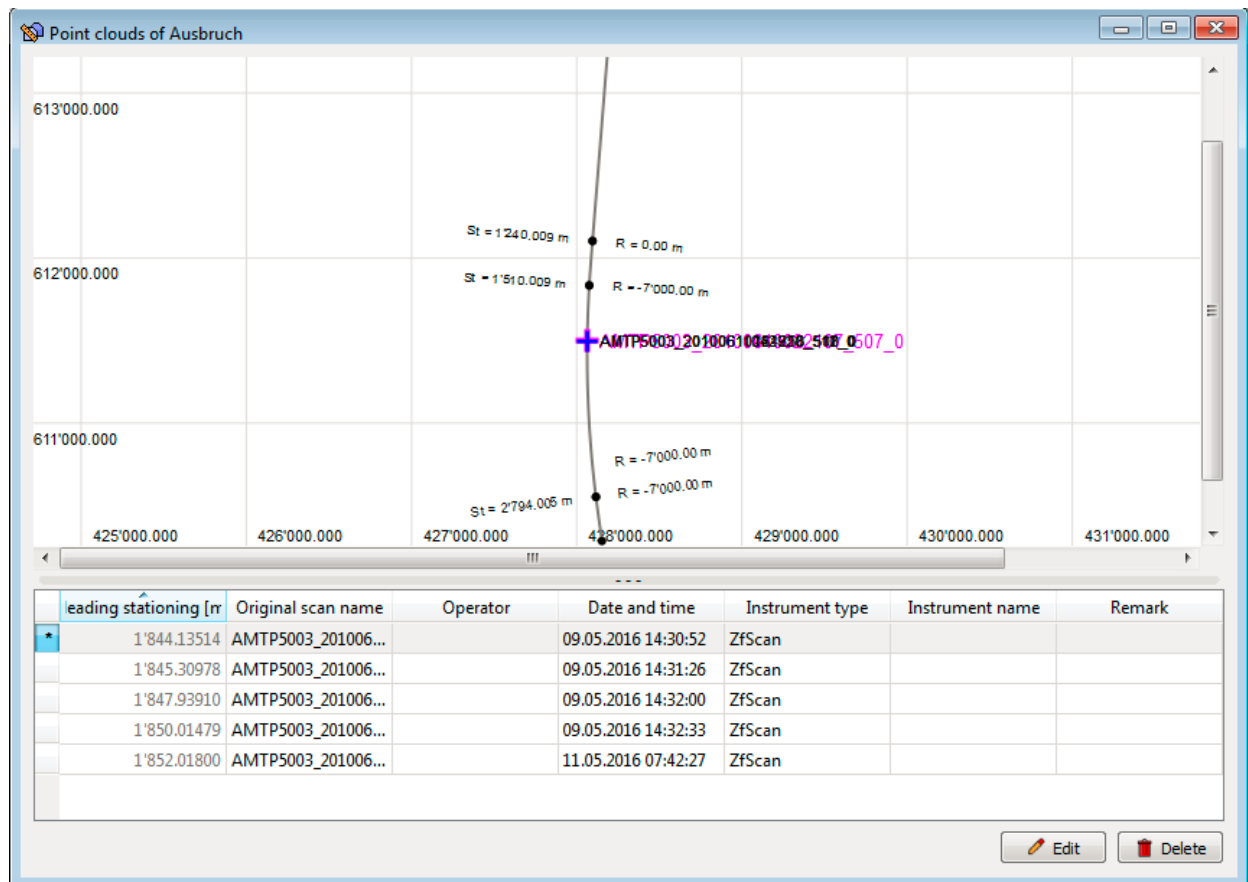 Point clouds of Ausbruch
613'000.000
St = 1'240.009 m
R = 0.00 m
612'000.000
St = 1'510.009 m
R = -7'000.00 m
611'000.000
R = -7'000.00 m
R = -7'000.00 m
St = 2'794.005 m
425'000.000 426'000.000 427'000.000 428'000.000 429'000.000 430'000.000 431'000.000
leading stationing [m Original scan name Operator Date and time Instrument type Instrument name Remark
* 1'844.13514 AMTP5003_201006... 09.05.2016 14:30:52 ZfScan
1'845.30978 AMTP5003_201006... 09.05.2016 14:31:26 ZfScan
1'847.93910 AMTP5003_201006... 09.05.2016 14:32:00 ZfScan
1'850.01479 AMTP5003_201006... 09.05.2016 14:32:33 ZfScan
1'852.01800 AMTP5003_201006... 11.05.2016 07:42:27 ZfScan
Edit Delete